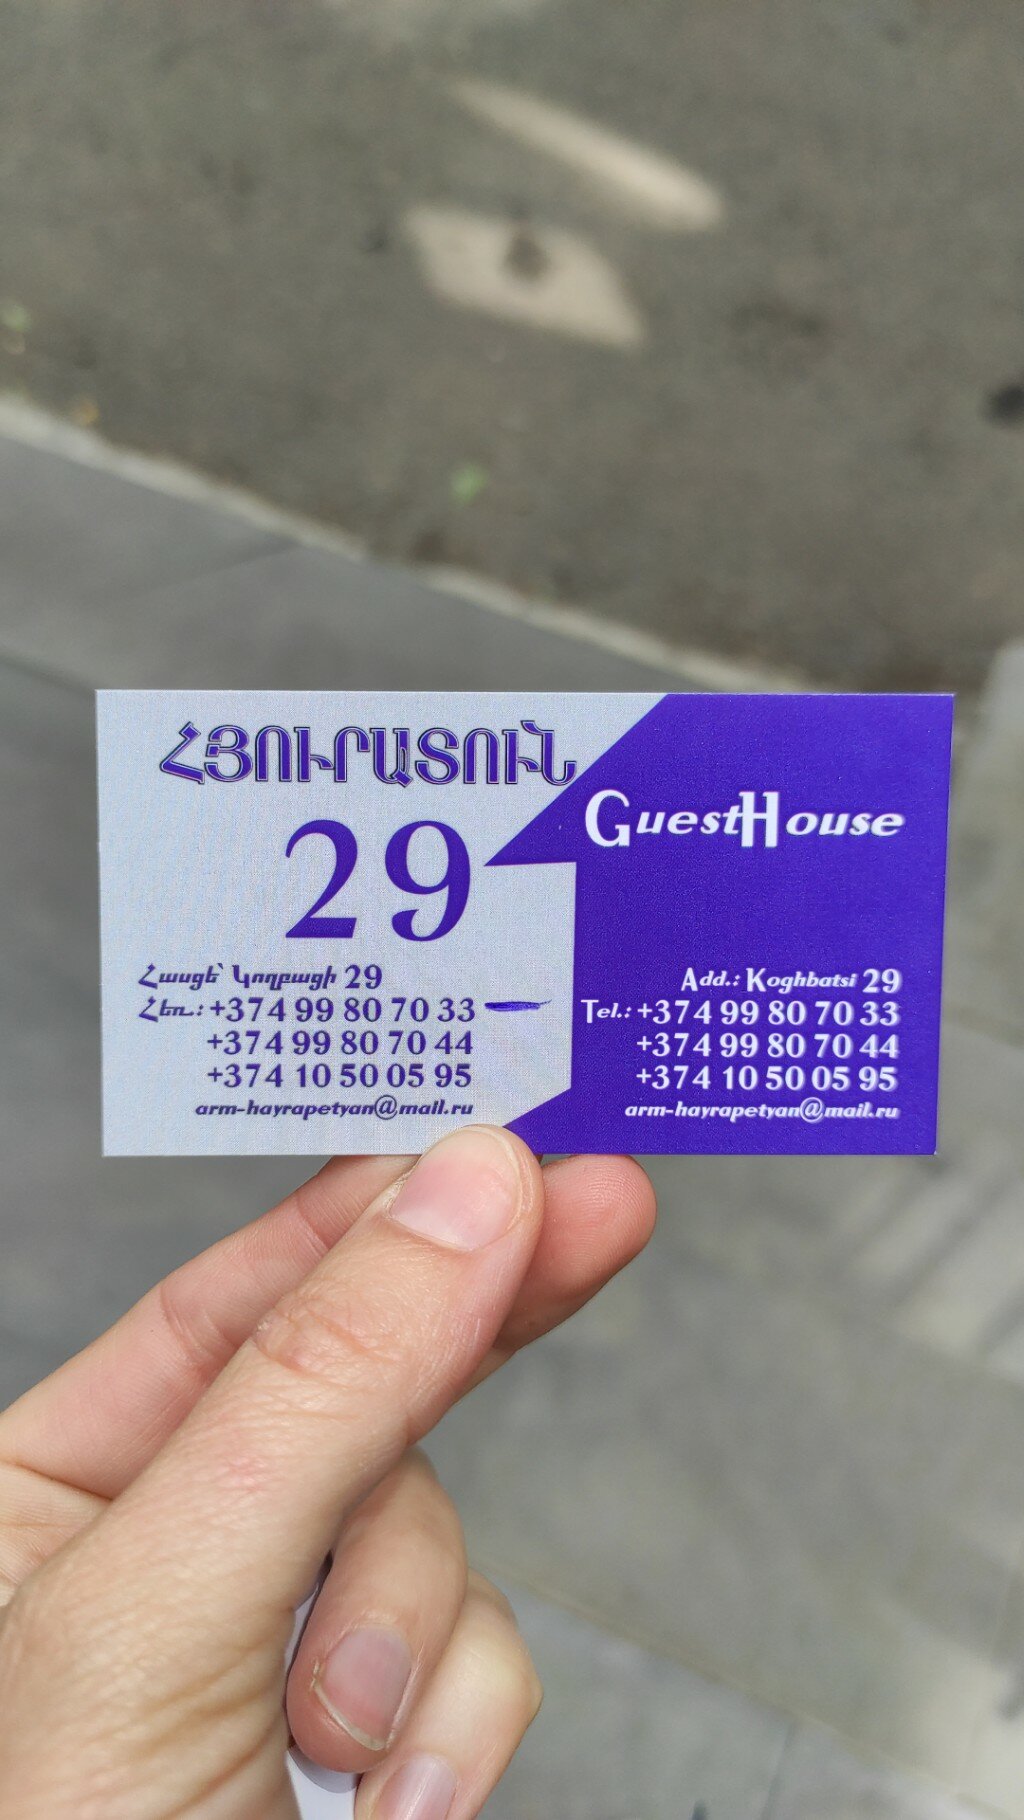 ՀՅՈՒՐԱՏՈՒՆ
29
Հասցե՝ Կողբացի 29
Հեռ.: +374 99 80 70 33
+374 99 80 70 44
+374 10 50 05 95
arm-hayrapetyan@mail.ru
GuestHouse
Add.: Koghbatsi 29
Tel.: +374 99 80 70 33
+374 99 80 70 44
+374 10 50 05 95
arm-hayrapetyan@mail.ru